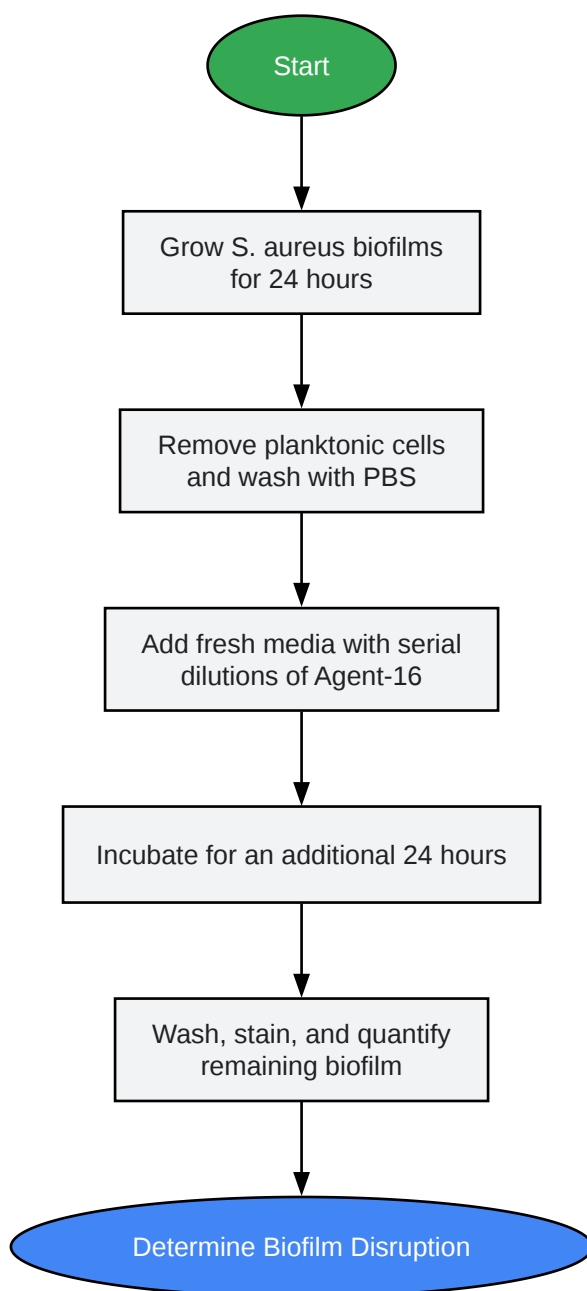 Start
Grow S. aureus biofilms
for 24 hours
Remove planktonic cells
and wash with PBS
Add fresh media with serial
dilutions of Agent-16
Incubate for an additional 24 hours
Wash, stain, and quantify
remaining biofilm
Determine Biofilm Disruption